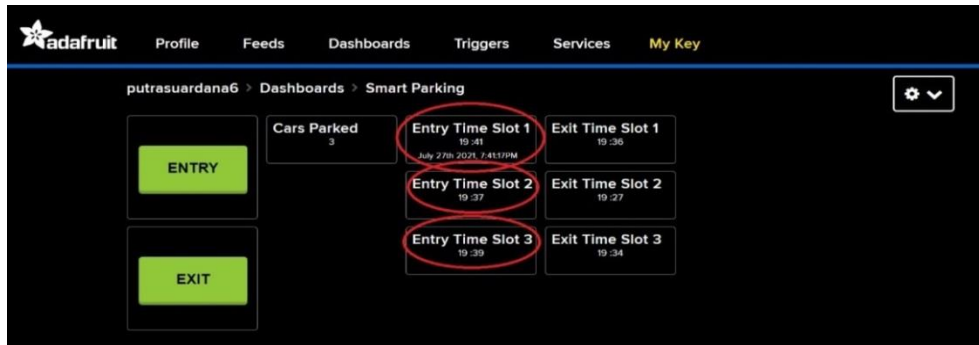 adafruit Profile Feeds Dashboards Triggers Services My Key
putrasuardana6 > Dashboards > Smart Parking
ENTRY
Cars Parked
3
Entry Time Slot 1
19 :41
July 27th 2021, 7:41:17PM
Exit Time Slot 1
19 :36
Entry Time Slot 2
19 :37
Exit Time Slot 2
19 :27
EXIT
Entry Time Slot 3
19 :39
Exit Time Slot 3
19 :34